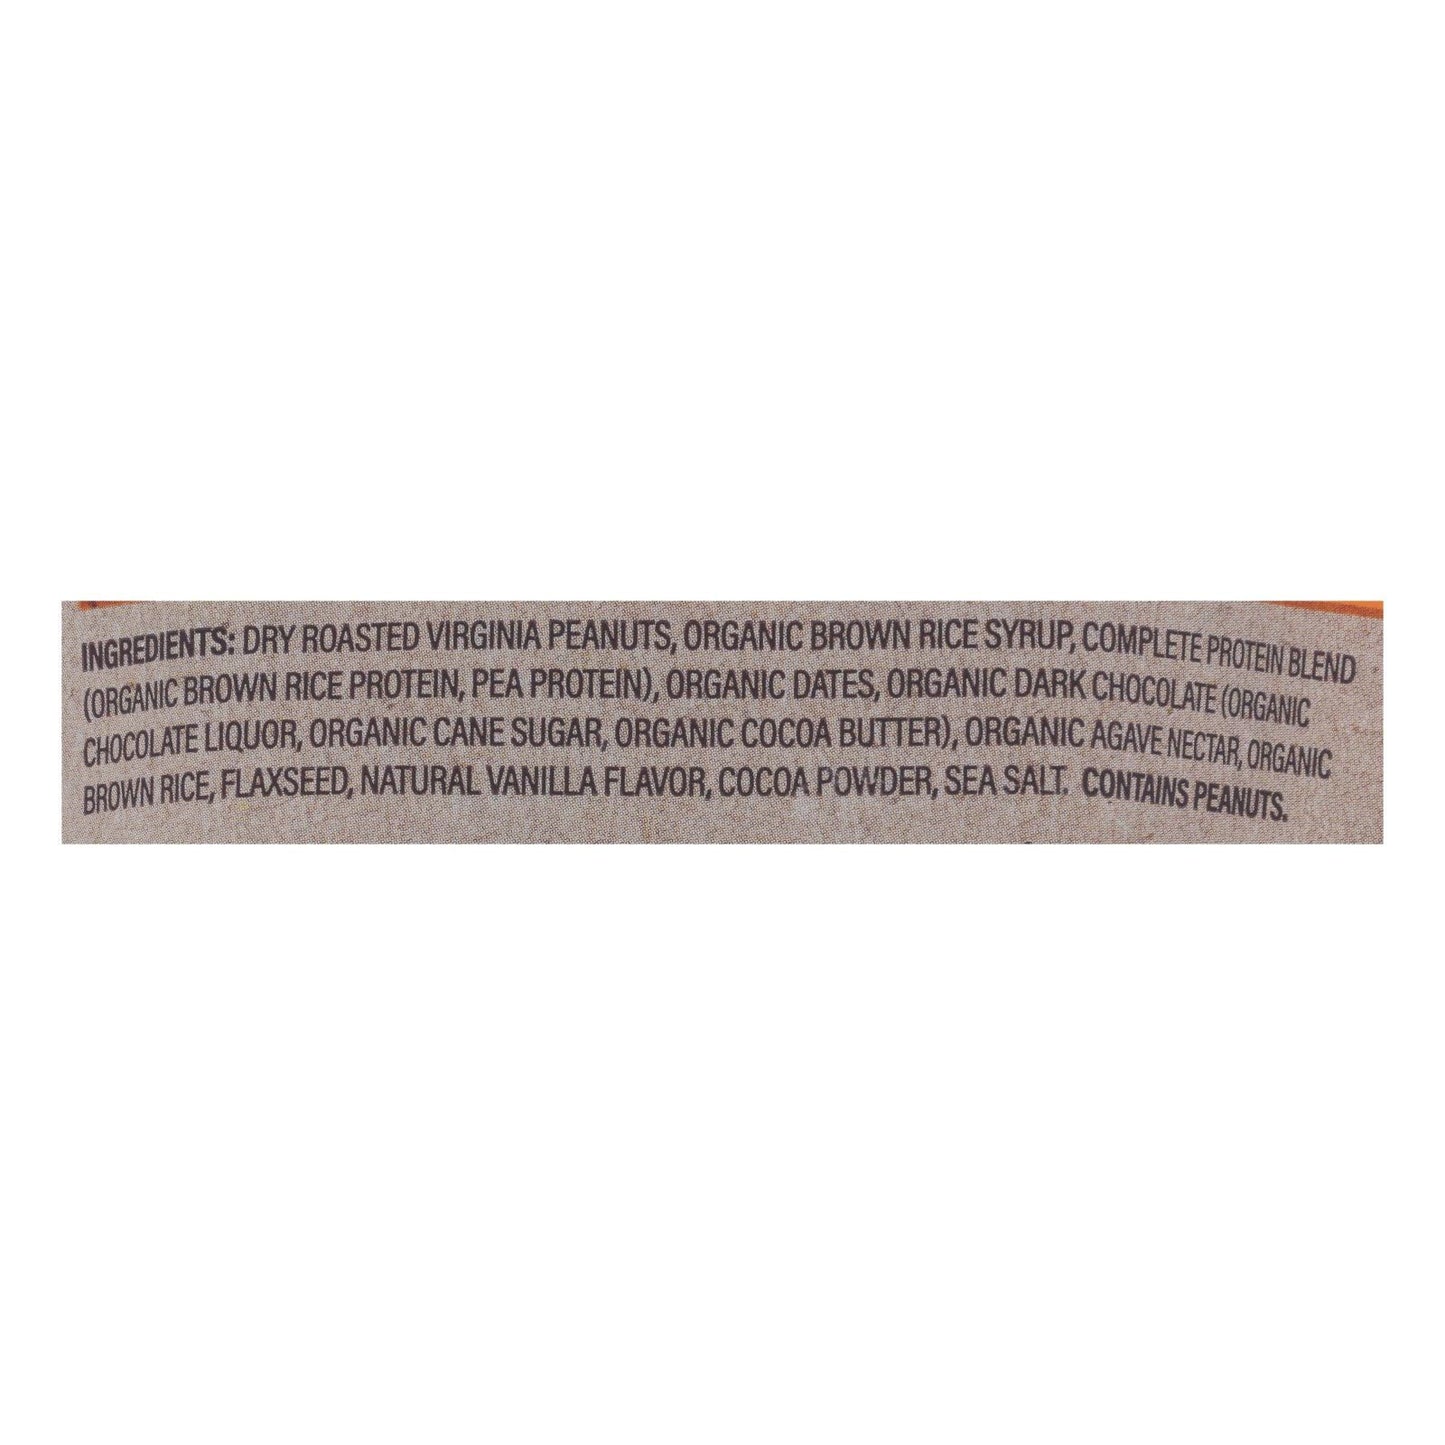 INGREDIENTS: DRY ROASTED VIRGINIA PEANUTS, ORGANIC BROWN RICE SYRUP, COMPLETE PROTEIN BLEND
(ORGANIC BROWN RICE PROTEIN, PEA PROTEIN), ORGANIC DATES, ORGANIC DARK CHOCOLATE (ORGANIC
CHOCOLATE LIQUOR, ORGANIC CANE SUGAR, ORGANIC COCOA BUTTER), ORGANIC AGAVE NECTAR, ORGANIC
BROWN RICE, FLAXSEED, NATURAL VANILLA FLAVOR, COCOA POWDER, SEA SALT. CONTAINS PEANUTS.